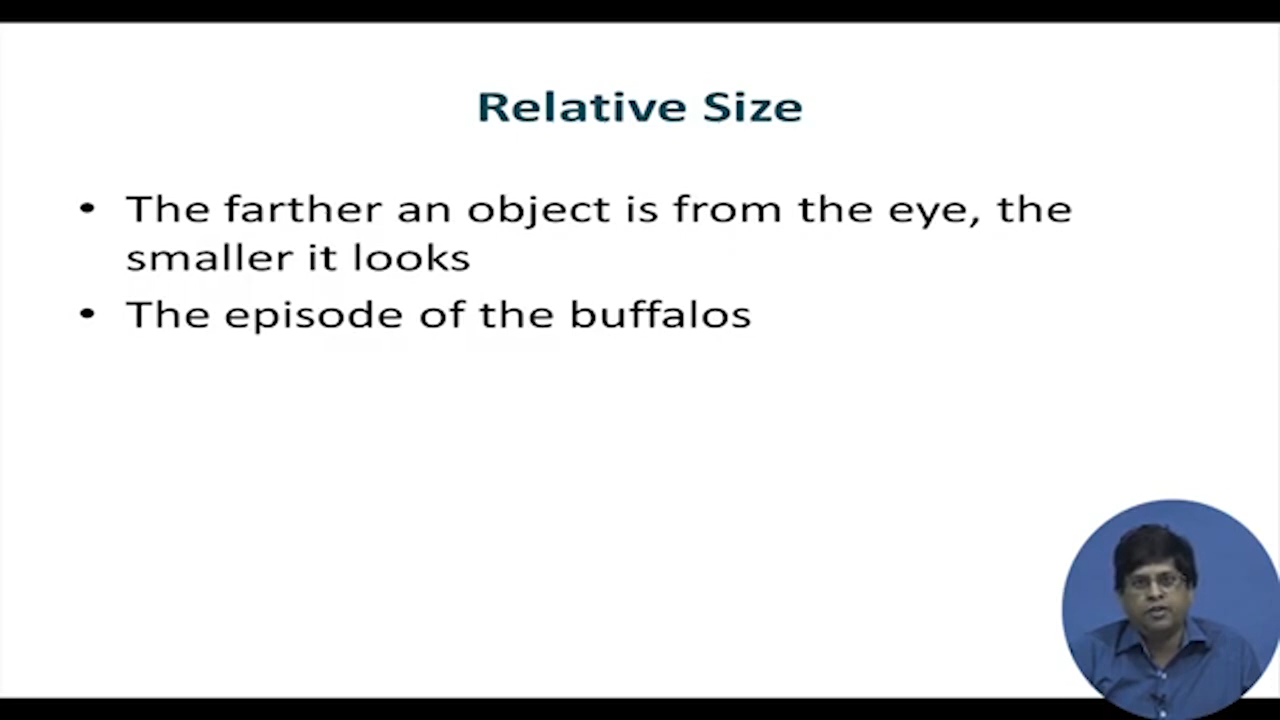 Relative Size
• The farther an object is from the eye, the
smaller it looks
• The episode of the buffalos